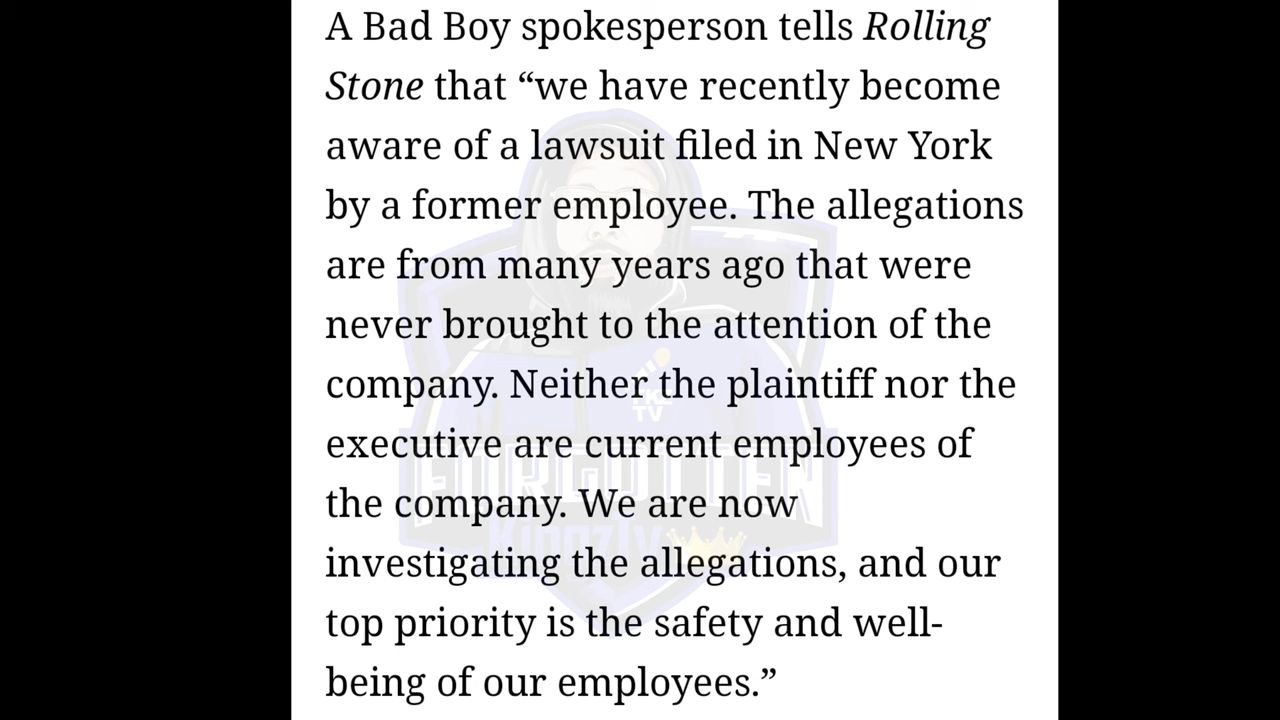 A Bad Boy spokesperson tells Rolling
Stone that “we have recently become
aware of a lawsuit filed in New York
by a former employee. The allegations
are from many years ago that were
never brought to the attention of the
company. Neither the plaintiff nor the
executive are current employees of
the company. We are now
investigating the allegations, and our
top priority is the safety and well-
being of our employees.”
TV
FORGOTTEN
KingzTv